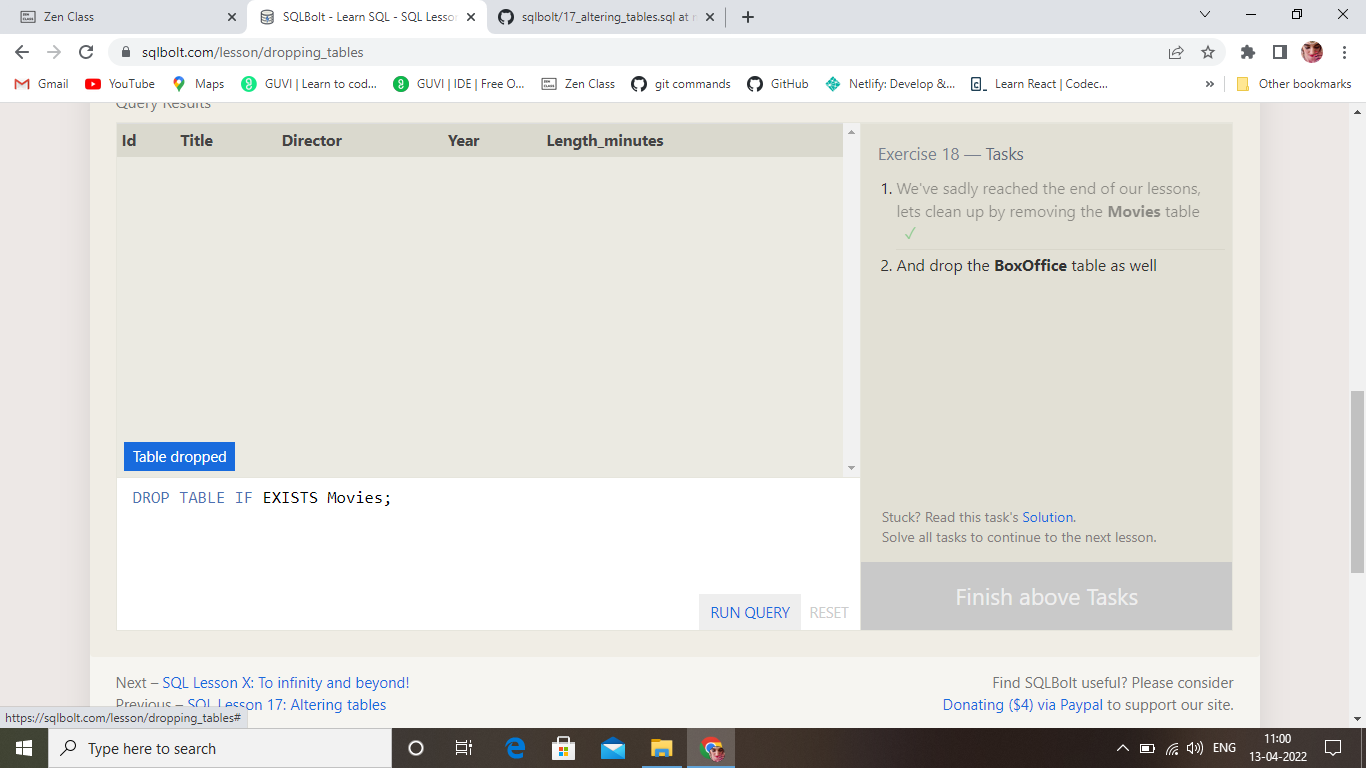 Zen Class
SQLBolt - Learn SQL - SQL Lesson
sqlbolt/17_altering_tables.sql at
sqlbolt.com/lesson/dropping_tables
Gmail
YouTube
Maps
GUVI | Learn to cod...
GUVI | IDE | Free O...
Zen Class
git commands
GitHub
Netlify: Develop &...
Learn React | Codec...
»
Other bookmarks
Query Results
Id Title Director Year Length_minutes
Table dropped
DROP TABLE IF EXISTS Movies;
RUN QUERY RESET
Exercise 18 — Tasks
1. We've sadly reached the end of our lessons,
lets clean up by removing the Movies table
✓
2. And drop the BoxOffice table as well
Stuck? Read this task's Solution.
Solve all tasks to continue to the next lesson.
Finish above Tasks
Next – SQL Lesson X: To infinity and beyond!
Previous – SQL Lesson 17: Altering tables
Find SQLBolt useful? Please consider
Donating ($4) via Paypal to support our site.
https://sqlbolt.com/lesson/dropping_tables#
Type here to search
ENG
11:00
13-04-2022